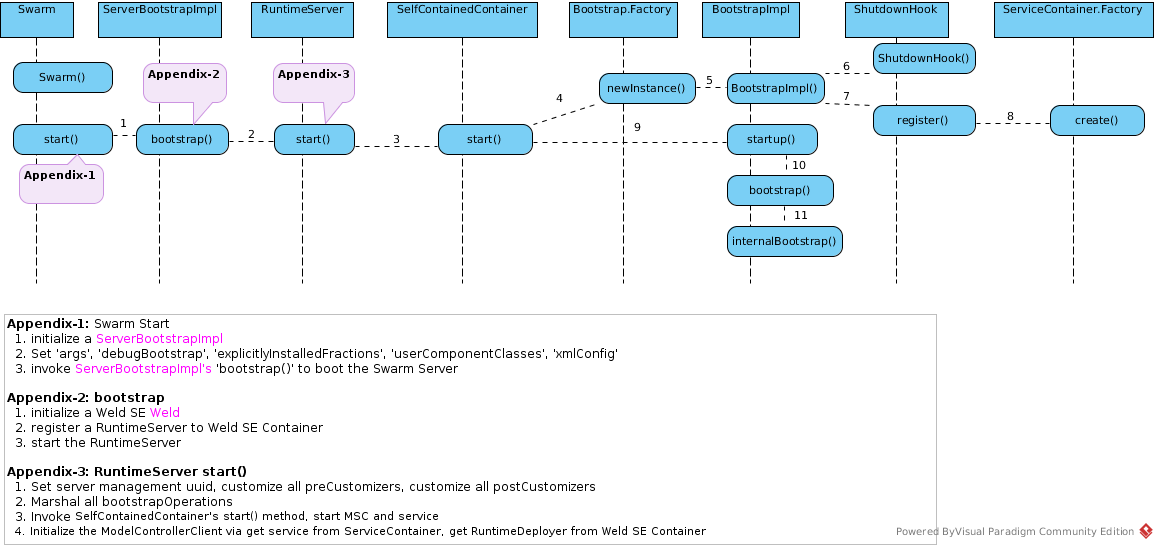 Swarm
ServerBootstrapImpl
RuntimeServer
SelfContainedContainer
Bootstrap.Factory
BootstrapImpl
ShutdownHook
ServiceContainer.Factory
Swarm()
Appendix-2
Appendix-3
newInstance()
5
BootstrapImpl()
6
ShutdownHook()
7
4
start()
1
bootstrap()
2
start()
3
start()
9
startup()
register()
8
create()
Appendix-1
10
bootstrap()
11
internalBootstrap()
Appendix-1: Swarm Start
1. initialize a ServerBootstrapImpl
2. Set 'args', 'debugBootstrap', 'explicitlyInstalledFractions', 'userComponentClasses', 'xmlConfig'
3. invoke ServerBootstrapImpl's 'bootstrap()' to boot the Swarm Server
Appendix-2: bootstrap
1. initialize a Weld SE Weld
2. register a RuntimeServer to Weld SE Container
3. start the RuntimeServer
Appendix-3: RuntimeServer start()
1. Set server management uuid, customize all preCustomizers, customize all postCustomizers
2. Marshal all bootstrapOperations
3. Invoke SelfContainedContainer's start() method, start MSC and service
4. Initialize the ModelControllerClient via get service from ServiceContainer, get RuntimeDeployer from Weld SE Container
Powered ByVisual Paradigm Community Edition